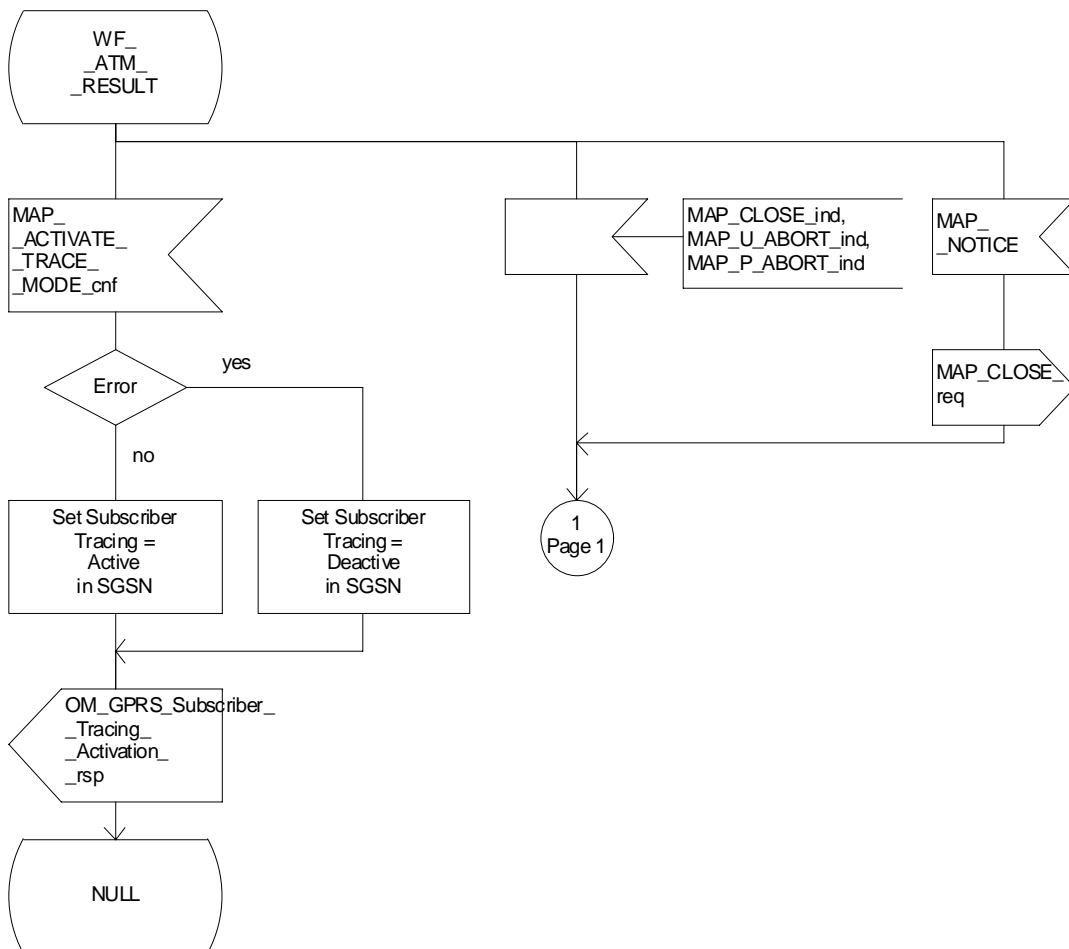 WF_
_ATM_
_RESULT
MAP_
_ACTIVATE_
_TRACE_
_MODE_cnf
MAP_CLOSE_ind,
MAP_U_ABORT_ind,
MAP_P_ABORT_ind
MAP_
_NOTICE
Error
yes
no
MAP_CLOSE_
req
Set Subscriber
Tracing =
Active
in SGSN
Set Subscriber
Tracing =
Deactive
in SGSN
1
Page 1
OM_GPRS_Subscriber_
_Tracing_
_Activation_
_rsp
NULL